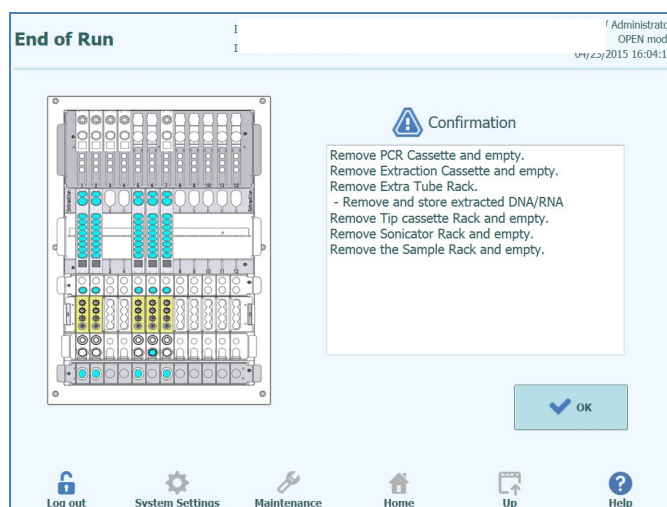 End of Run
I
I
/ Administrato
OPEN mod
04/23/2015 16:04:1
Confirmation
Remove PCR Cassette and empty.
Remove Extraction Cassette and empty.
Remove Extra Tube Rack.
- Remove and store extracted DNA/RNA
Remove Tip cassette Rack and empty.
Remove Sonicator Rack and empty.
Remove the Sample Rack and empty.
OK
Log out
System Settings
Maintenance
Home
Up
Help